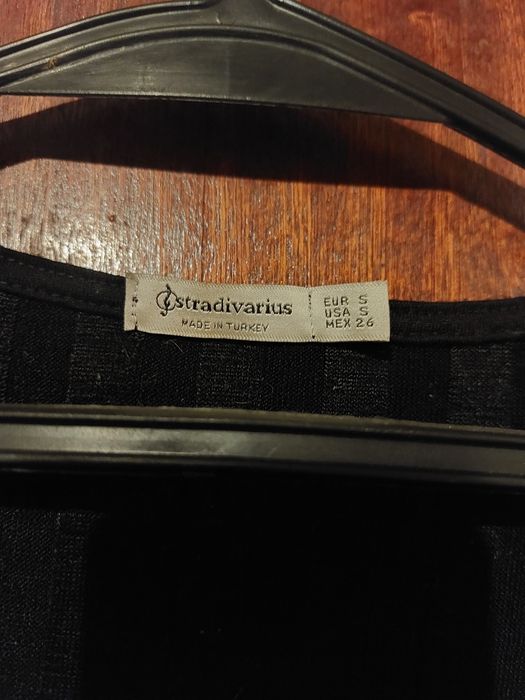 stradivarius
MADE IN TURKEY
EUR S
USA S
MEX 26